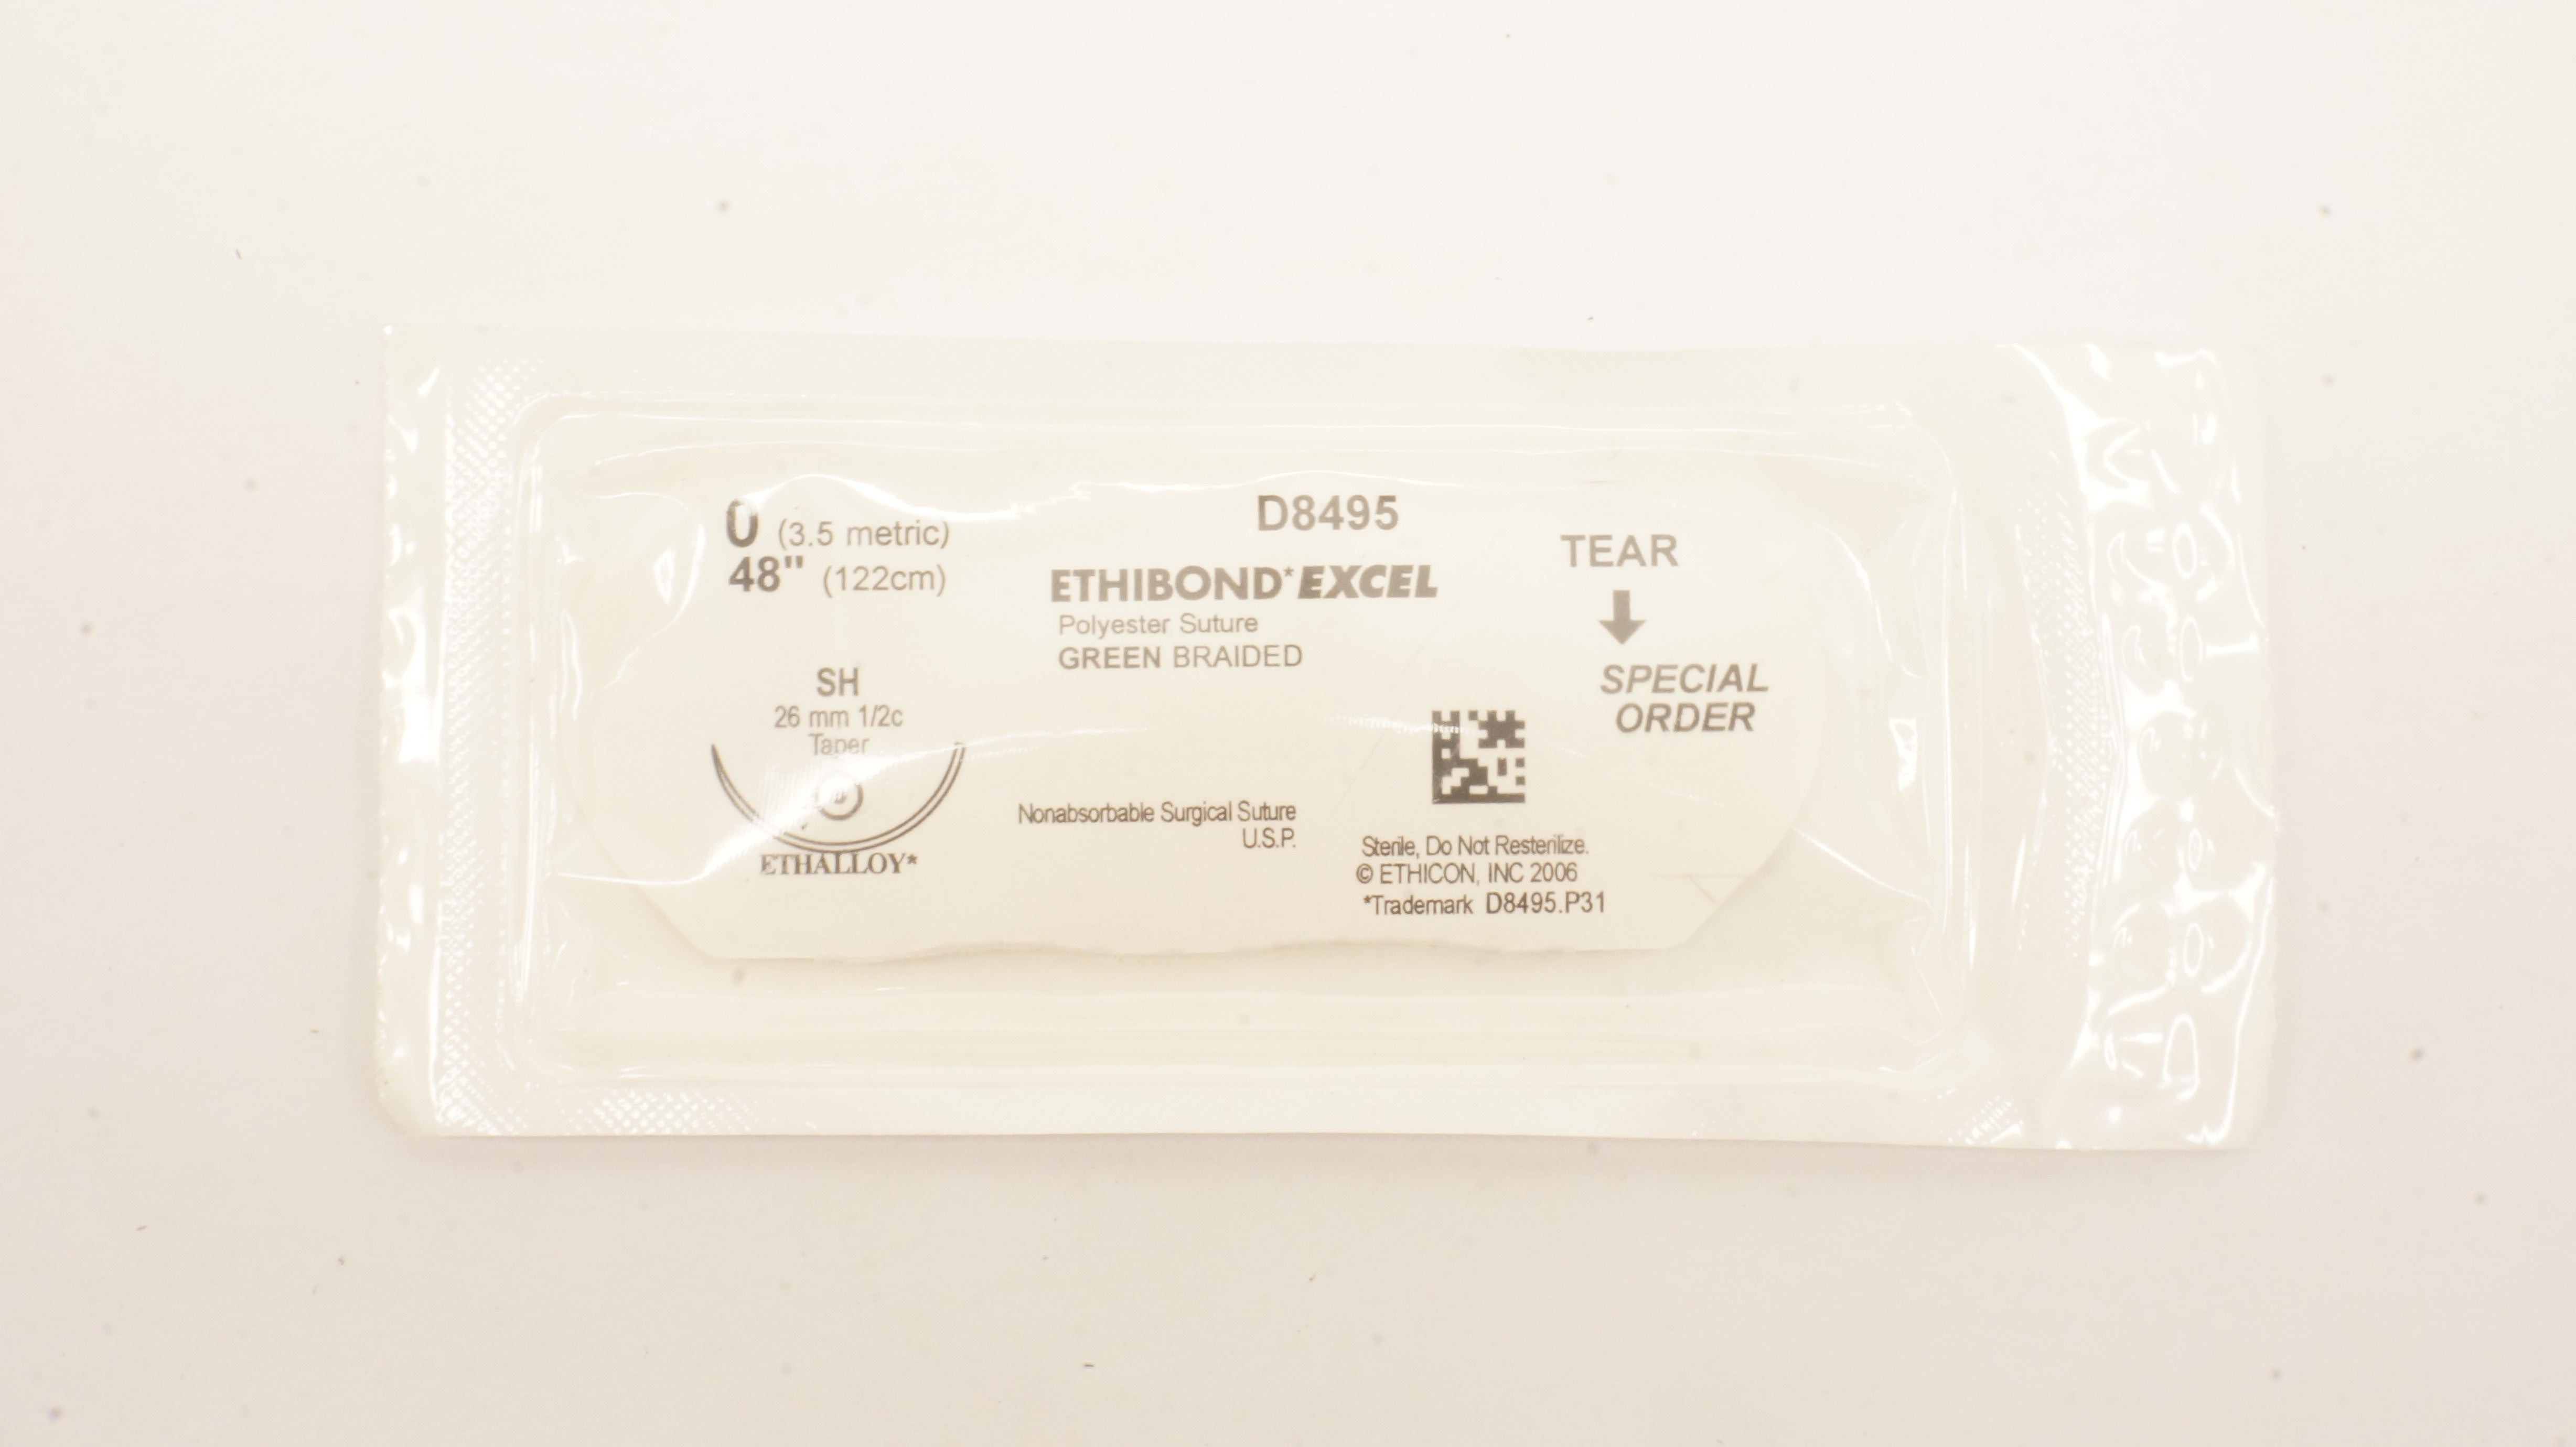 0 (3.5 metric)
48" (122cm)
SH
26 mm 1/2c
Taper
ETHALLOY*
D8495
ETHIBOND*EXCEL
Polyester Suture
GREEN BRAIDED
Nonabsorbable Surgical Suture
U.S.P.
TEAR
SPECIAL
ORDER
Sterile, Do Not Resterilize.
© ETHICON, INC 2006
*Trademark D8495.P31